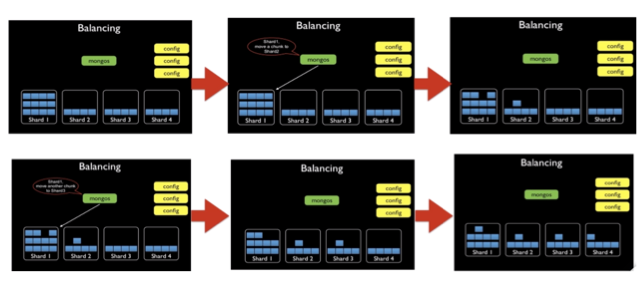 Balancing
mongos
config
config
config
Shard 1
Shard 2
Shard 3
Shard 4
Balancing
Shard1,
move a chunk to
Shard2
mongos
config
config
config
Shard 1
Shard 2
Shard 3
Shard 4
Balancing
mongos
config
config
config
Shard 1
Shard 2
Shard 3
Shard 4
Balancing
Shard1,
move another chunk
to Shard3
mongos
config
config
config
Shard 1
Shard 2
Shard 3
Shard 4
Balancing
mongos
config
config
config
Shard 1
Shard 2
Shard 3
Shard 4
Balancing
mongos
config
config
config
Shard 1
Shard 2
Shard 3
Shard 4